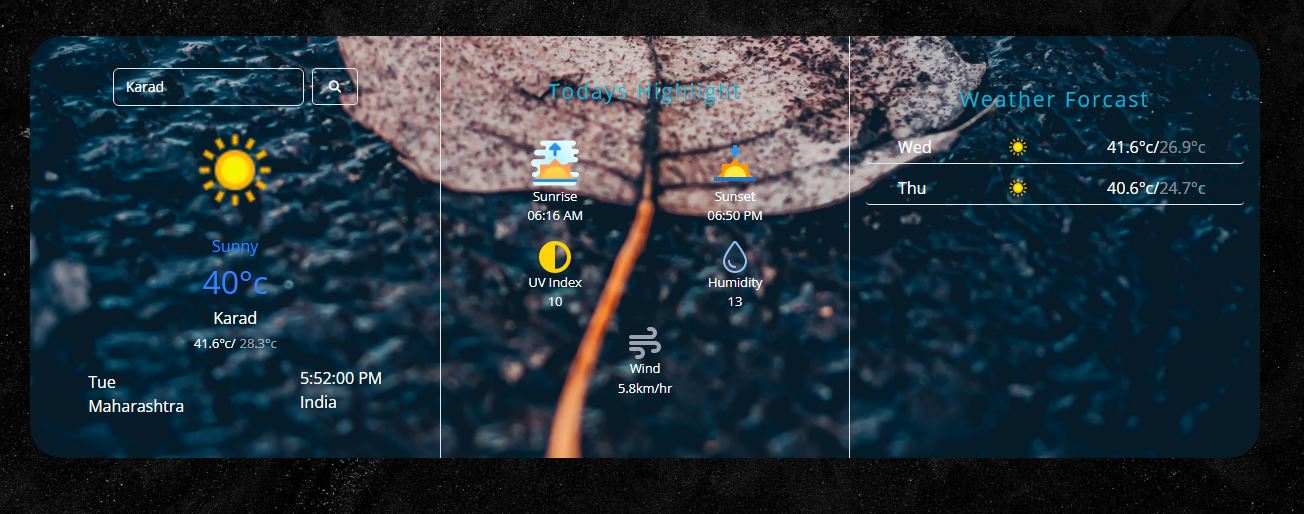 Karad
Sunny
40°c
Karad
41.6°c/ 28.3°c
Tue
Maharashtra
5:52:00 PM
India
Todays Highlight
Sunrise
06:16 AM
Sunset
06:50 PM
UV Index
10
Humidity
13
Wind
5.8km/hr
Weather Forcast
Wed 41.6°c/26.9°c
Thu 40.6°c/24.7°c